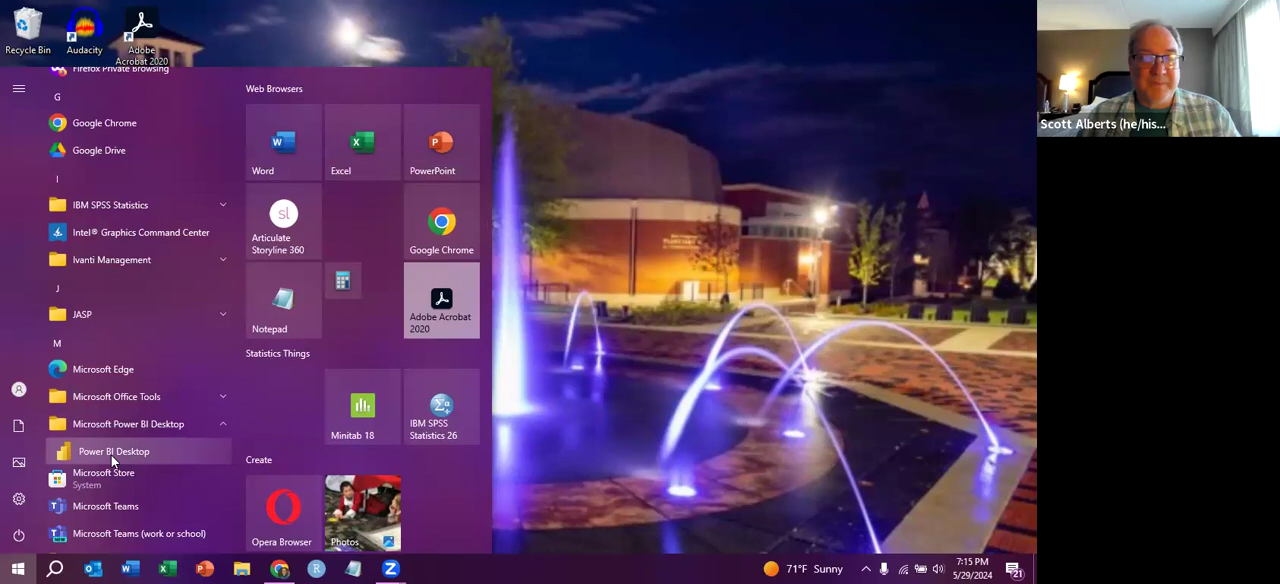 Recycle Bin
Audacity
Adobe
Acrobat 2020
Firefox Private Browsing
G
Google Chrome
Google Drive
I
IBM SPSS Statistics
Intel® Graphics Command Center
Ivanti Management
J
JASP
M
Microsoft Edge
Microsoft Office Tools
Microsoft Power BI Desktop
Power BI Desktop
Microsoft Store
System
Microsoft Teams
Microsoft Teams (work or school)
Web Browsers
Word
Excel
PowerPoint
sl
Articulate
Storyline 360
Google Chrome
Notepad
Adobe Acrobat
2020
Statistics Things
Minitab 18
IBM SPSS
Statistics 26
Create
Opera Browser
Photos
Scott Alberts (he/his...
71°F Sunny
7:15 PM
5/29/2024
21